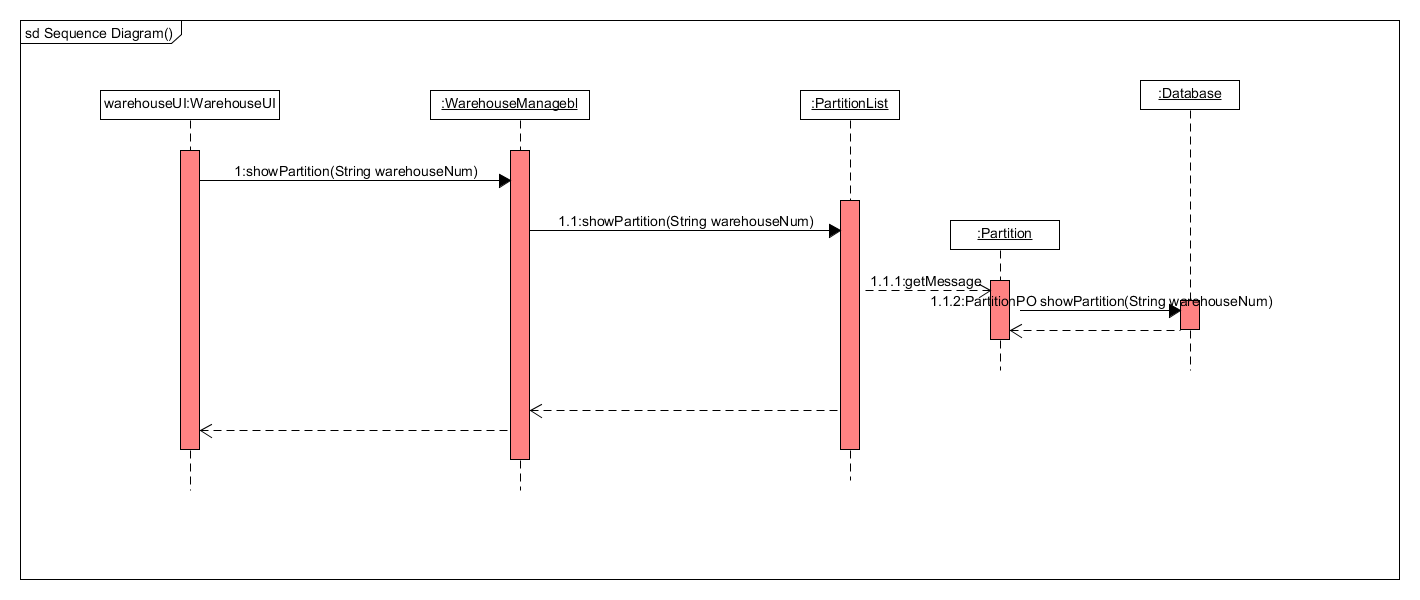 sd Sequence Diagram()
:Database
warehouseUI:WarehouseUI
:WarehouseManagebl
:PartitionList
1:showPartition(String warehouseNum)
1.1:showPartition(String warehouseNum)
:Partition
1.1.1:getMessage
1.1.2:PartitionPO showPartition(String warehouseNum)